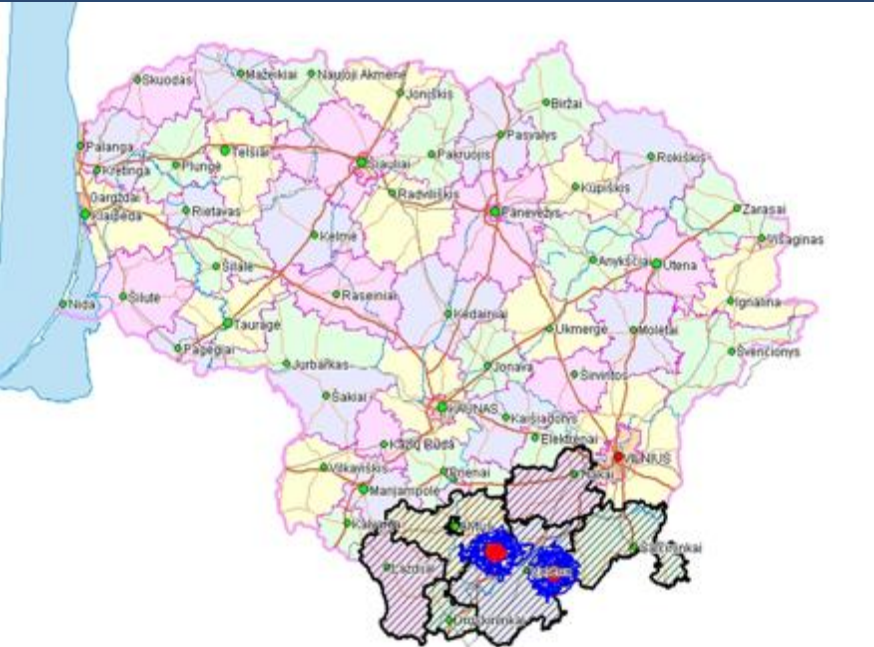 Skuodas
Mažeikiai
Naujoji Akmenė
Joniškis
Biržai
Palanga
Kretinga
Plungė
Telšiai
Šiauliai
Pakruojis
Pasvalys
Rokiškis
Gargždai
Klaipėda
Rietavas
Radviliškis
Panevėžys
Kupiškis
Zarasai
Visaginas
Kelmė
Anykščiai
Utena
Šilalė
Nida
Šilutė
Raseiniai
Kėdainiai
Ignalina
Tauragė
Ukmergė
Molėtai
Pagėgiai
Jurbarkas
Jonava
Širvintos
Švenčionys
Šakiai
KAUNAS
Kaišiadorys
Elektrėnai
Kazlų Rūda
VILNIUS
Vilkaviškis
Prienai
Trakai
Marijampolė
Kalvarija
Lazdijai
Šalčininkai
Druskininkai